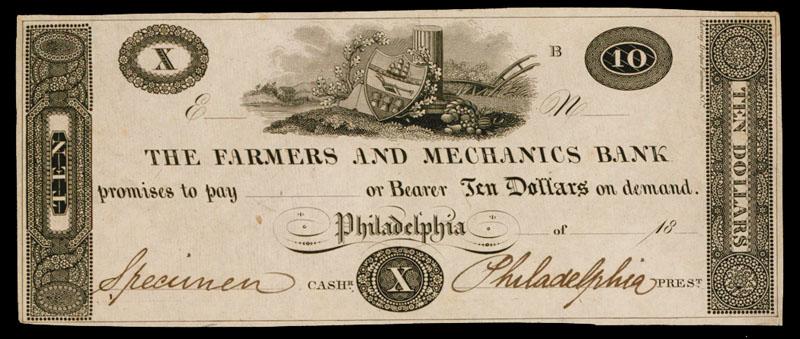 X
B
10
E
No
THE FARMERS AND MECHANICS BANK
promises to pay or Bearer Ten Dollars on demand.
Philadelphia of 18
Specimen CASHR. X Philadelphia PREST.
TEN
TEN DOLLARS